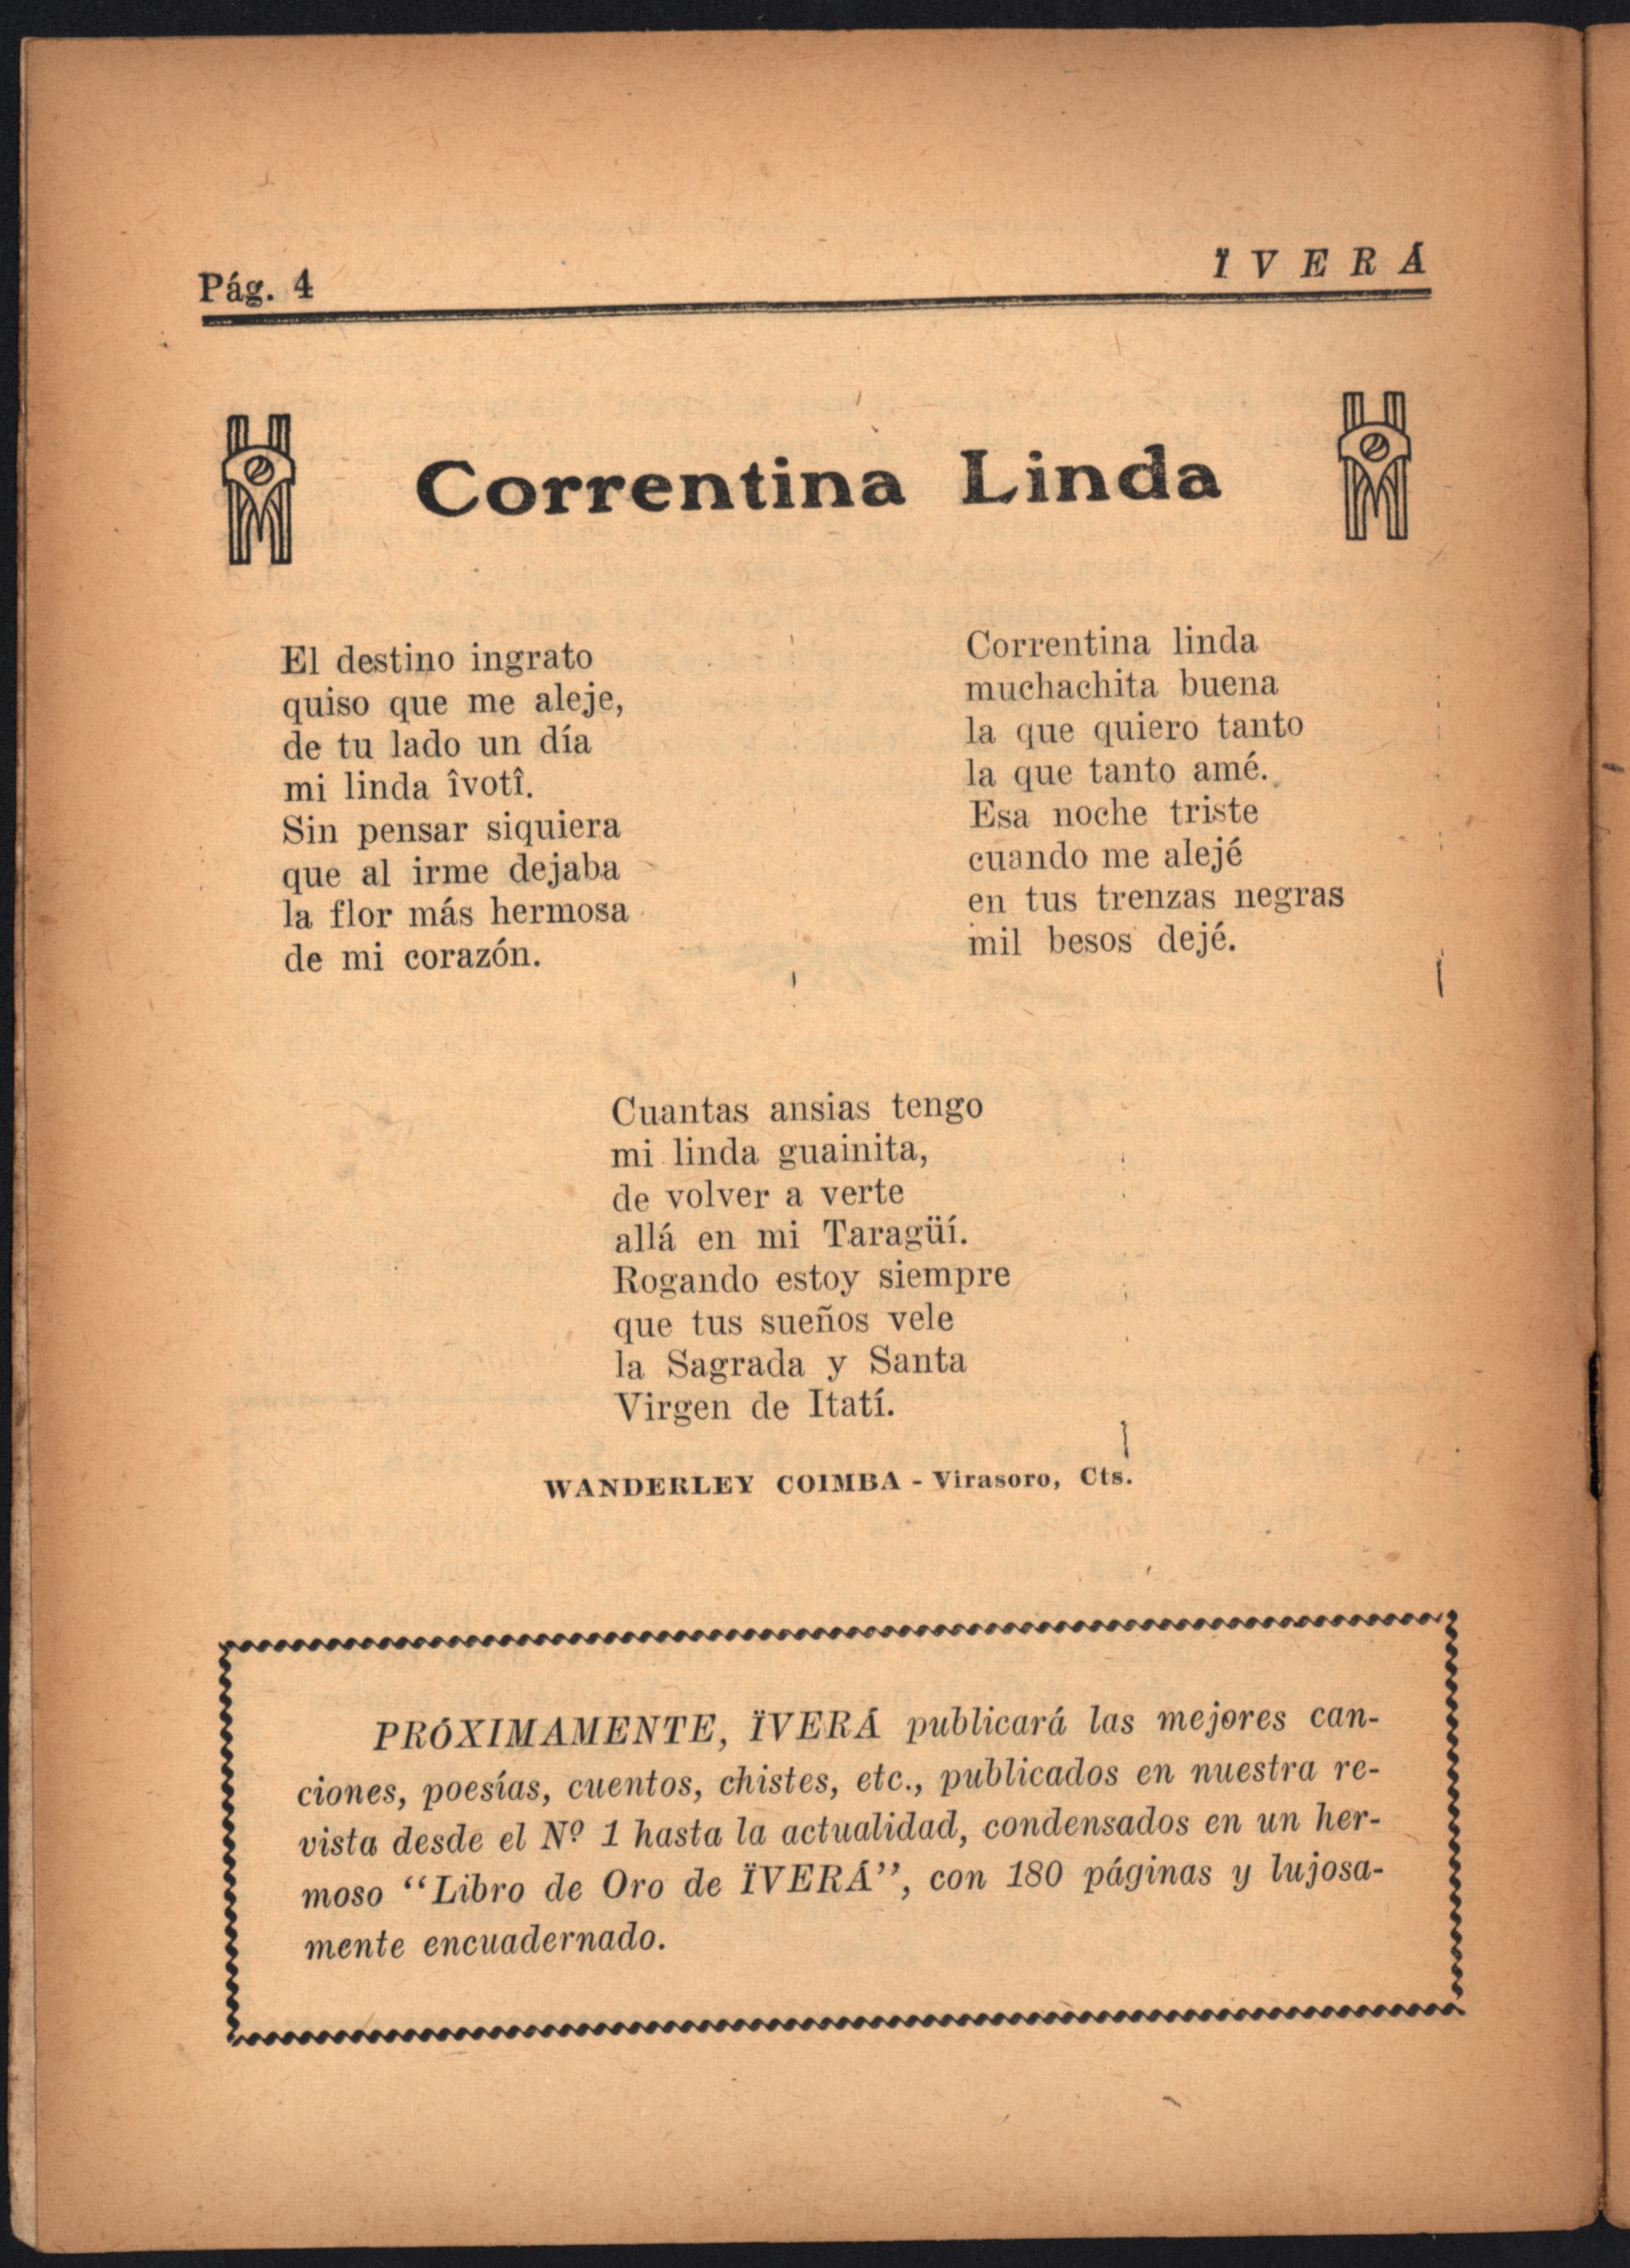 Pág. 4
ÏVERÁ
Correntina Linda
El destino ingrato
quiso que me aleje,
de tu lado un día
mi linda îvotî.
Sin pensar siquiera
que al irme dejaba
la flor más hermosa
de mi corazón.
Correntina linda
muchachita buena
la que quiero tanto
la que tanto amé.
Esa noche triste
cuando me alejé
en tus trenzas negras
mil besos dejé.
Cuantas ansias tengo
mi linda guainita,
de volver a verte
allá en mi Taragüí.
Rogando estoy siempre
que tus sueños vele
la Sagrada y Santa
Virgen de Itatí.
WANDERLEY COIMBA - Virasoro, Cts.
PRÓXIMAMENTE, ÏVERÁ publicará las mejores can-
ciones, poesías, cuentos, chistes, etc., publicados en nuestra re-
vista desde el Nº 1 hasta la actualidad, condensados en un her-
moso “Libro de Oro de ÏVERÁ”, con 180 páginas y lujosa-
mente encuadernado.